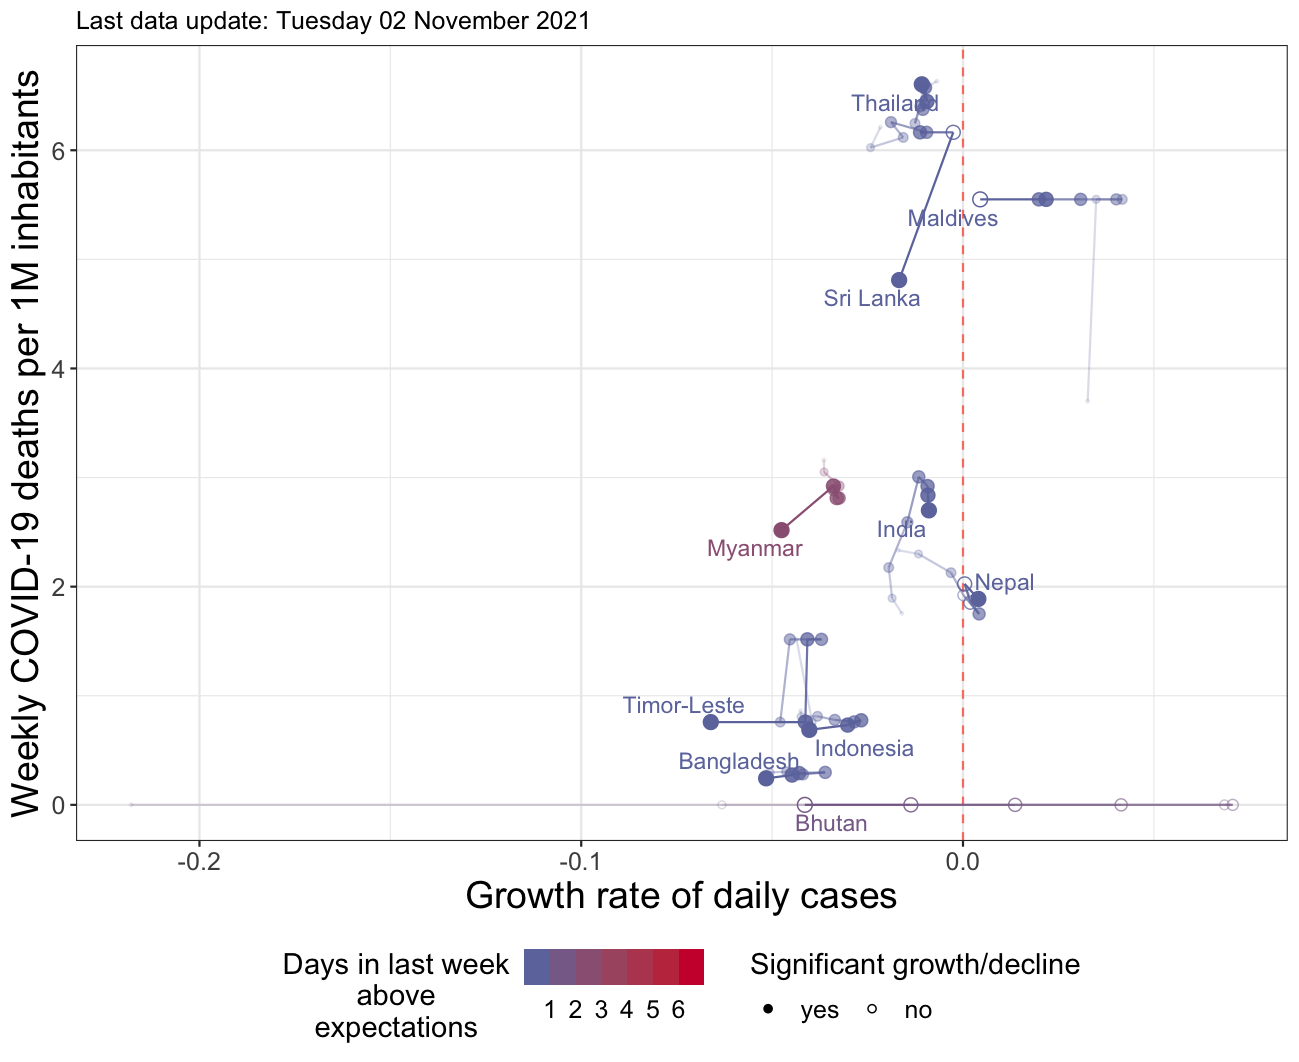 Last data update: Tuesday 02 November 2021
Weekly COVID-19 deaths per 1M inhabitants
6
4
2
0
Thailand
Maldives
Sri Lanka
Myanmar
India
Nepal
Timor-Leste
Indonesia
Bangladesh
Bhutan
-0.2 -0.1 0.0
Growth rate of daily cases
Days in last week
above
expectations
1 2 3 4 5 6
Significant growth/decline
yes no